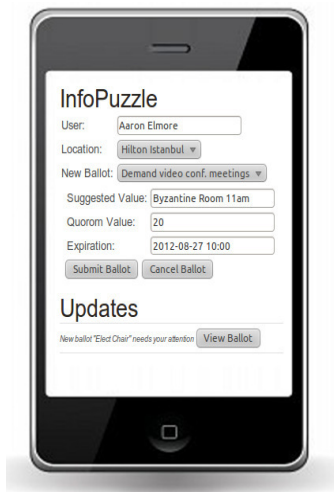 InfoPuzzle
User: Aaron Elmore
Location: Hilton Istanbul
New Ballot: Demand video conf. meetings
Suggested Value: Byzantine Room 11am
Quorom Value: 20
Expiration: 2012-08-27 10:00
Submit Ballot Cancel Ballot
Updates
New ballot "Elect Chair" needs your attention View Ballot